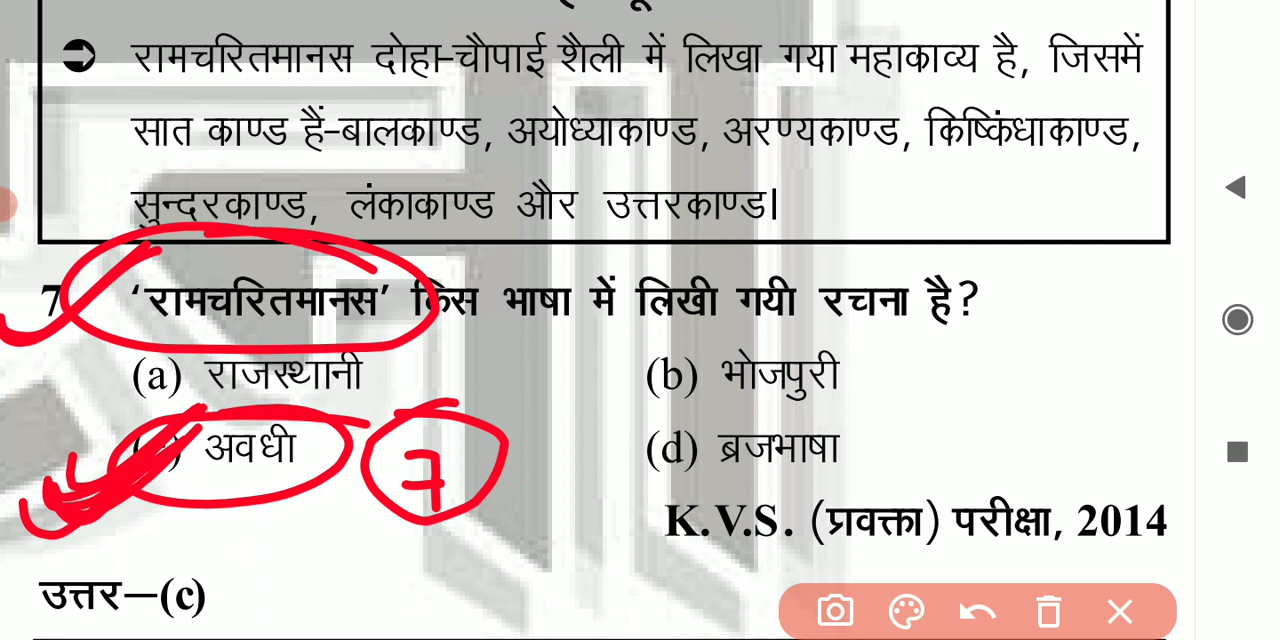 ➲ रामचरितमानस दोहा-चौपाई शैली में लिखा गया महाकाव्य है, जिसमें
सात काण्ड हैं-बालकाण्ड, अयोध्याकाण्ड, अरण्यकाण्ड, किष्किंधाकाण्ड,
सुन्दरकाण्ड, लंकाकाण्ड और उत्तरकाण्ड।
7 ‘रामचरितमानस’ किस भाषा में लिखी गयी रचना है?
(a) राजस्थानी (b) भोजपुरी
अवधी 7 (d) ब्रजभाषा
K.V.S. (प्रवक्ता) परीक्षा, 2014
उत्तर—(c)